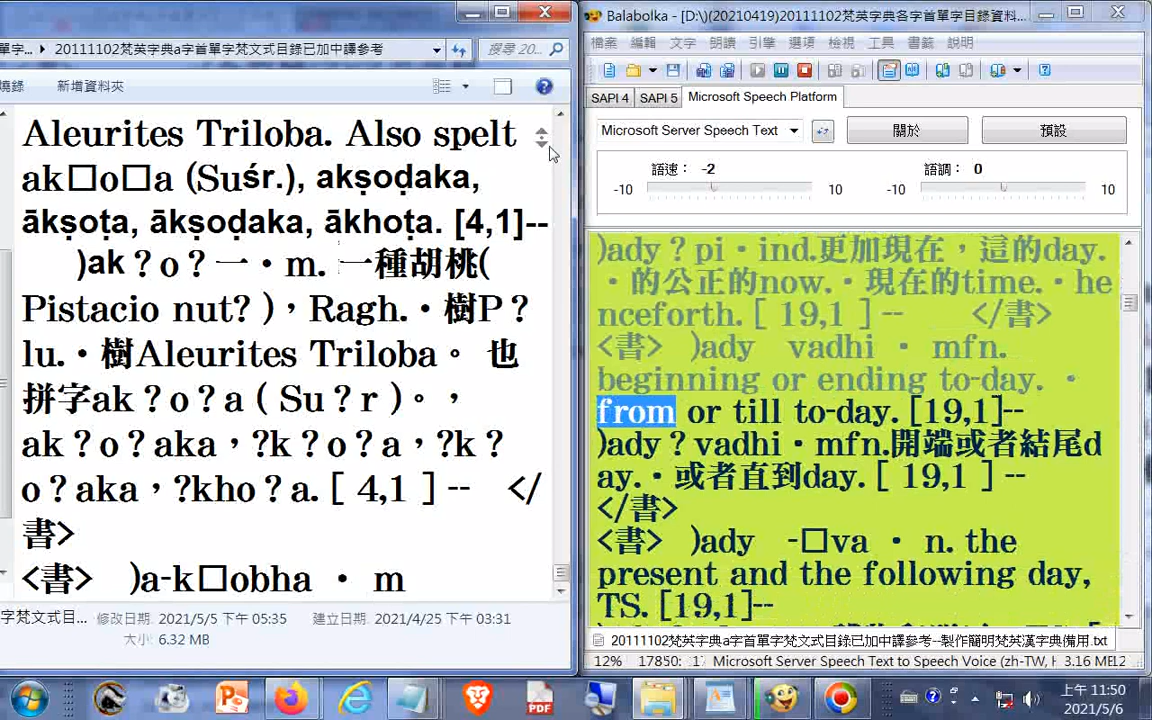 單字... ▸ 20111102梵英字典a字首單字梵文式目錄已加中譯參考
搜尋 20...
燒錄 新增資料夾
Aleurites Triloba. Also spelt
ak□o□a (Suśr.), akṣoḍaka,
ākṣoṭa, ākṣoḍaka, ākhoṭa. [4,1]--
)ak？o？一・m. 一種胡桃(
Pistacio nut? )，Ragh.・樹P？
lu.・樹Aleurites Triloba。 也
拼字ak？o？a ( Su？r )。，
ak？o？aka，?k？o？a，?k？
o？aka，?kho？a. [ 4,1 ] -- </
書>
<書> )a-k□obha ・ m
字梵文式目... 修改日期: 2021/5/5 下午 05:35 建立日期: 2021/4/25 下午 03:31
大小: 6.32 MB
Balabolka - [D:\)(20210419)20111102梵英字典各字首單字目錄資料...
檔案 編輯 文字 朗讀 引擎 選項 檢視 工具 書籤 說明
SAPI 4 SAPI 5 Microsoft Speech Platform
Microsoft Server Speech Text 關於 預設
語速： -2 語調： 0
-10 10 -10 10
)ady？pi・ind.更加現在，這的day.
・的公正的now.・現在的time.・he
nceforth. [ 19,1 ] -- </書>
<書> )ady vadhi ・ mfn.
beginning or ending to-day. ・
from or till to-day. [19,1]--
)ady？vadhi・mfn.開端或者結尾d
ay.・或者直到day. [ 19,1 ] --
</書>
<書> )ady -□va ・ n. the
present and the following day,
TS. [19,1]--
20111102梵英字典a字首單字梵文式目錄已加中譯參考--製作簡明梵英漢字典備用.txt
12% 17850: 1 Microsoft Server Speech Text to Speech Voice (zh-TW, H 3.16 MEL2
PDF
上午 11:50
2021/5/6